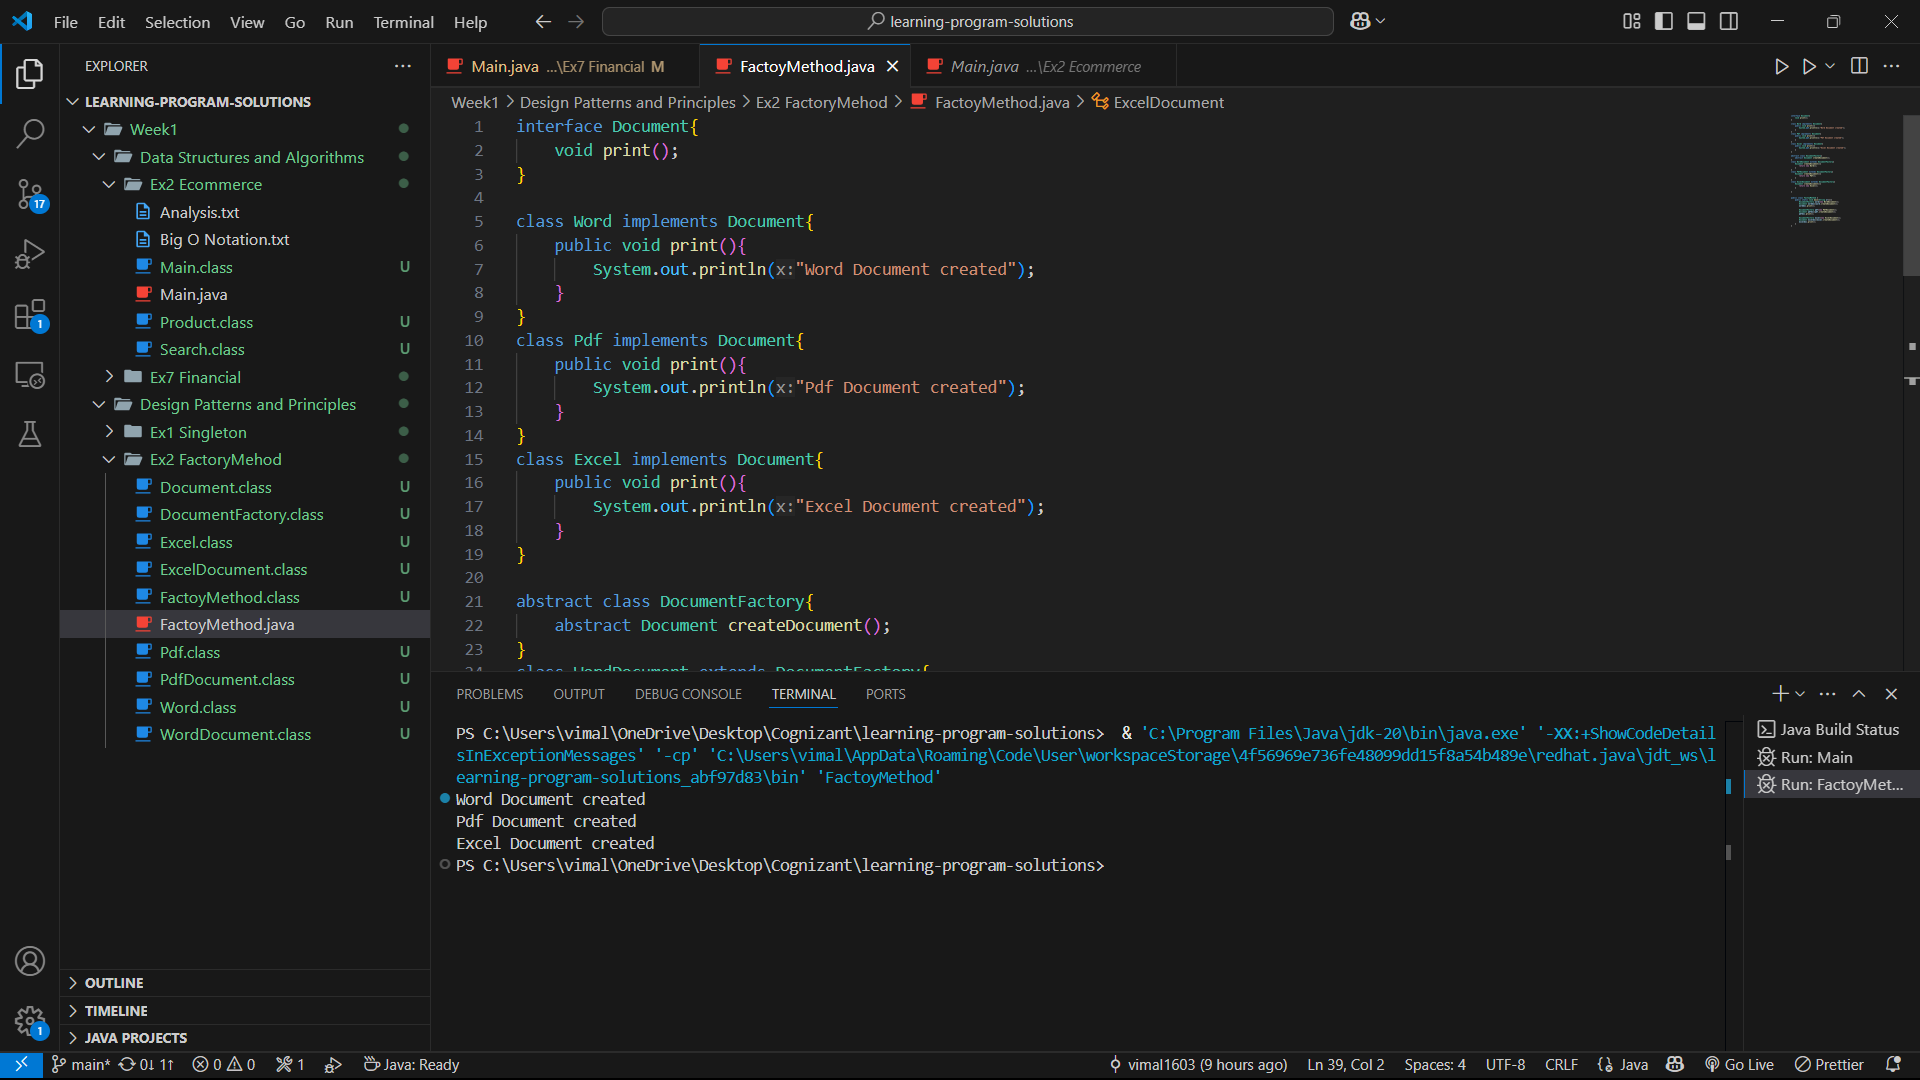 File Edit Selection View Go Run Terminal Help
learning-program-solutions
EXPLORER
LEARNING-PROGRAM-SOLUTIONS
Week1
Data Structures and Algorithms
Ex2 Ecommerce
Analysis.txt
Big O Notation.txt
Main.class U
Main.java
Product.class U
Search.class U
Ex7 Financial
Design Patterns and Principles
Ex1 Singleton
Ex2 FactoryMehod
Document.class U
DocumentFactory.class U
Excel.class U
ExcelDocument.class U
FactoyMethod.class U
FactoyMethod.java
Pdf.class U
PdfDocument.class U
Word.class U
WordDocument.class U
OUTLINE
TIMELINE
JAVA PROJECTS
17
1
1
Main.java ...\Ex7 Financial M
FactoyMethod.java
Main.java ...\Ex2 Ecommerce
Week1 > Design Patterns and Principles > Ex2 FactoryMehod > FactoyMethod.java > ExcelDocument
1 interface Document{
2 void print();
3 }
4
5 class Word implements Document{
6 public void print(){
7 System.out.println(x:"Word Document created");
8 }
9 }
10 class Pdf implements Document{
11 public void print(){
12 System.out.println(x:"Pdf Document created");
13 }
14 }
15 class Excel implements Document{
16 public void print(){
17 System.out.println(x:"Excel Document created");
18 }
19 }
20
21 abstract class DocumentFactory{
22 abstract Document createDocument();
23 }
24 class WordDocument extends DocumentFactory{
PROBLEMS OUTPUT DEBUG CONSOLE TERMINAL PORTS
PS C:\Users\vimal\OneDrive\Desktop\Cognizant\learning-program-solutions> & 'C:\Program Files\Java\jdk-20\bin\java.exe' '-XX:+ShowCodeDetail
sInExceptionMessages' '-cp' 'C:\Users\vimal\AppData\Roaming\Code\User\workspaceStorage\4f56969e736fe48099dd15f8a54b489e\redhat.java\jdt_ws\l
earning-program-solutions_abf97d83\bin' 'FactoyMethod'
Word Document created
Pdf Document created
Excel Document created
PS C:\Users\vimal\OneDrive\Desktop\Cognizant\learning-program-solutions>
Java Build Status
Run: Main
Run: FactoyMet...
main* 0↓ 1↑ 0 0 1 Java: Ready
vimal1603 (9 hours ago) Ln 39, Col 2 Spaces: 4 UTF-8 CRLF {} Java Go Live Prettier